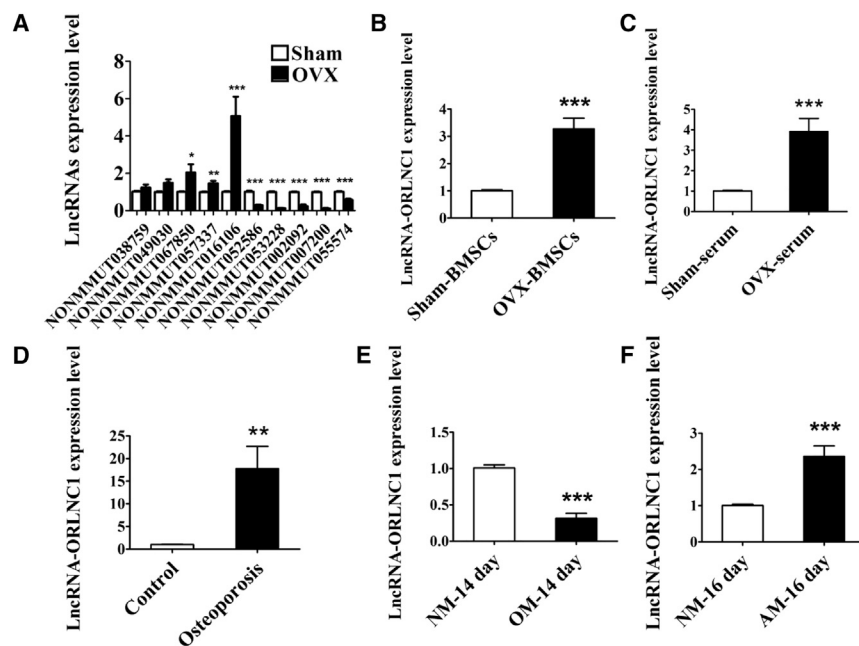 A
LncRNAs expression level
8
6
4
2
0
Sham
OVX
*
**
***
***
***
***
***
***
NONMMUT038759
NONMMUT049030
NONMMUT067850
NONMMUT057337
NONMMUT016106
NONMMUT052586
NONMMUT053228
NONMMUT002092
NONMMUT007200
NONMMUT055574
B
LncRNA-ORLNC1 expression level
5
4
3
2
1
0
***
Sham-BMSCs
OVX-BMSCs
C
LncRNA-ORLNC1 expression level
5
4
3
2
1
0
***
Sham-serum
OVX-serum
D
LncRNA-ORLNC1 expression level
25
20
15
10
5
0
**
Control
Osteoporosis
E
LncRNA-ORLNC1 expression level
1.5
1.0
0.5
0.0
***
NM-14 day
OM-14 day
F
LncRNA-ORLNC1 expression level
3
2
1
0
***
NM-16 day
AM-16 day